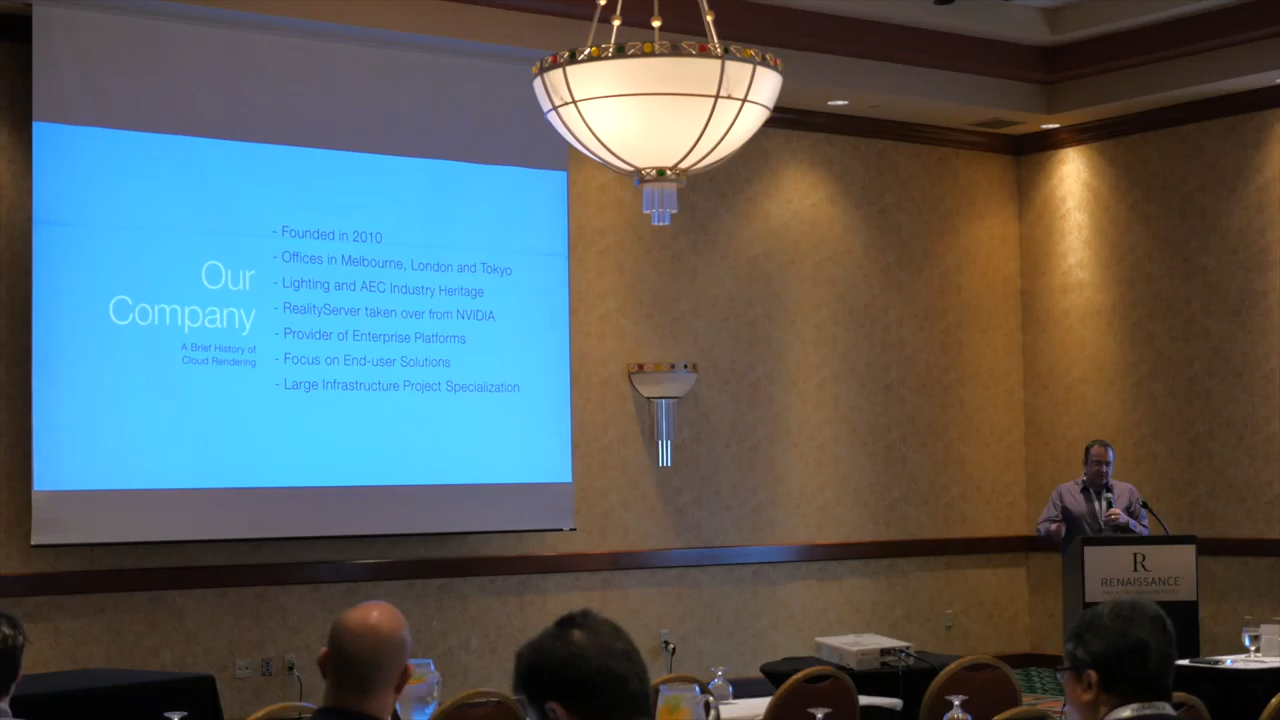 Our
Company
A Brief History of
Cloud Rendering
- Founded in 2010
- Offices in Melbourne, London and Tokyo
- Lighting and AEC Industry Heritage
- RealityServer taken over from NVIDIA
- Provider of Enterprise Platforms
- Focus on End-user Solutions
- Large Infrastructure Project Specialization
R
RENAISSANCE